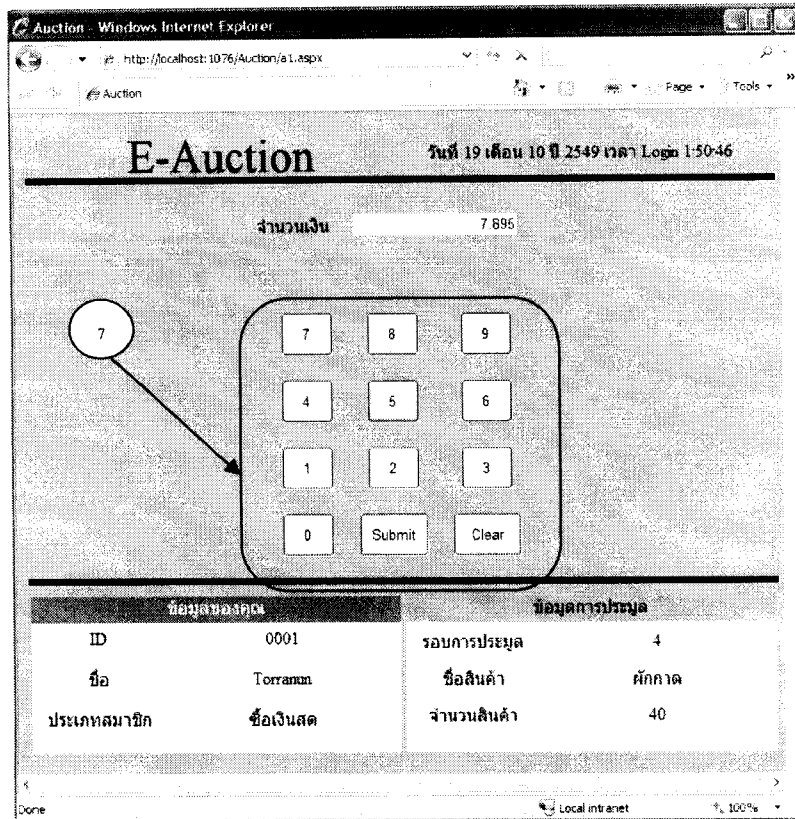 Auction - Windows Internet Explorer
http://localhost:1076/Auction/a1.aspx
Auction
Page
Tools
E-Auction
วันที่ 19 เดือน 10 ปี 2549 เวลา Login 1:50:46
จำนวนเงิน 7,895
7
7 8 9
4 5 6
1 2 3
0 Submit Clear
ข้อมูลของคุณ ข้อมูลการประมูล
ID 0001 รอบการประมูล 4
ชื่อ Torranun ชื่อสินค้า ผักกาด
ประเภทสมาชิก ซื้อเงินสด จำนวนสินค้า 40
Done Local intranet 100%